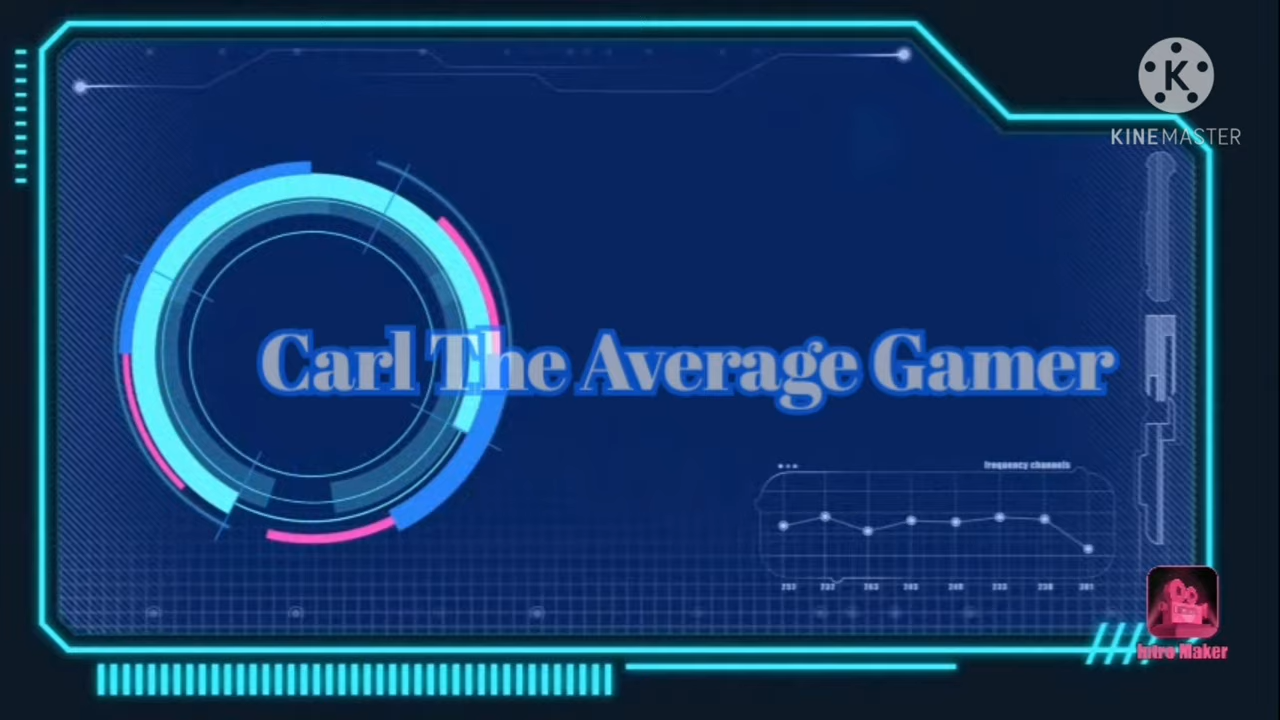 K
KINEMASTER
Carl The Average Gamer
frequency channels
Intro Maker